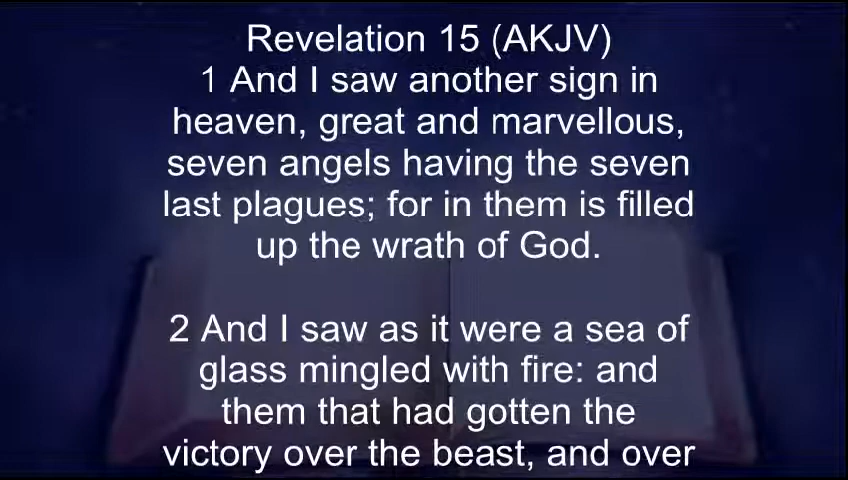 Revelation 15 (AKJV)
1 And I saw another sign in
heaven, great and marvellous,
seven angels having the seven
last plagues; for in them is filled
up the wrath of God.
2 And I saw as it were a sea of
glass mingled with fire: and
them that had gotten the
victory over the beast, and over